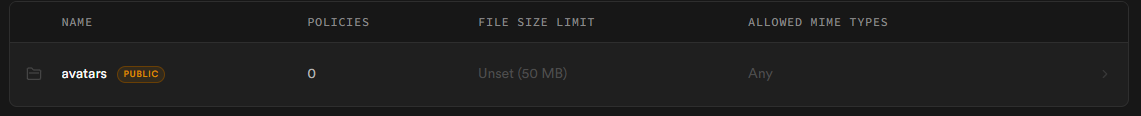 NAME POLICIES FILE SIZE LIMIT ALLOWED MIME TYPES
avatars PUBLIC 0 Unset (50 MB) Any